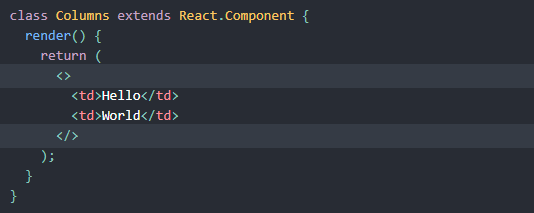 class Columns extends React.Component {
  render() {
    return (
      <>
        <td>Hello</td>
        <td>World</td>
      </>
    );
  }
}